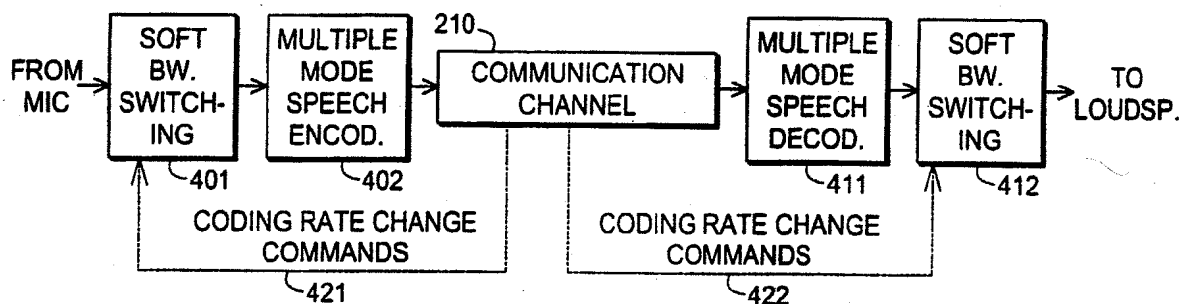 FROM
MIC
SOFT
BW.
SWITCH-
ING
401
MULTIPLE
MODE
SPEECH
ENCOD.
402
210
COMMUNICATION
CHANNEL
MULTIPLE
MODE
SPEECH
DECOD.
411
SOFT
BW.
SWITCH-
ING
412
TO
LOUDSP.
CODING RATE CHANGE
COMMANDS
421
CODING RATE CHANGE
COMMANDS
422